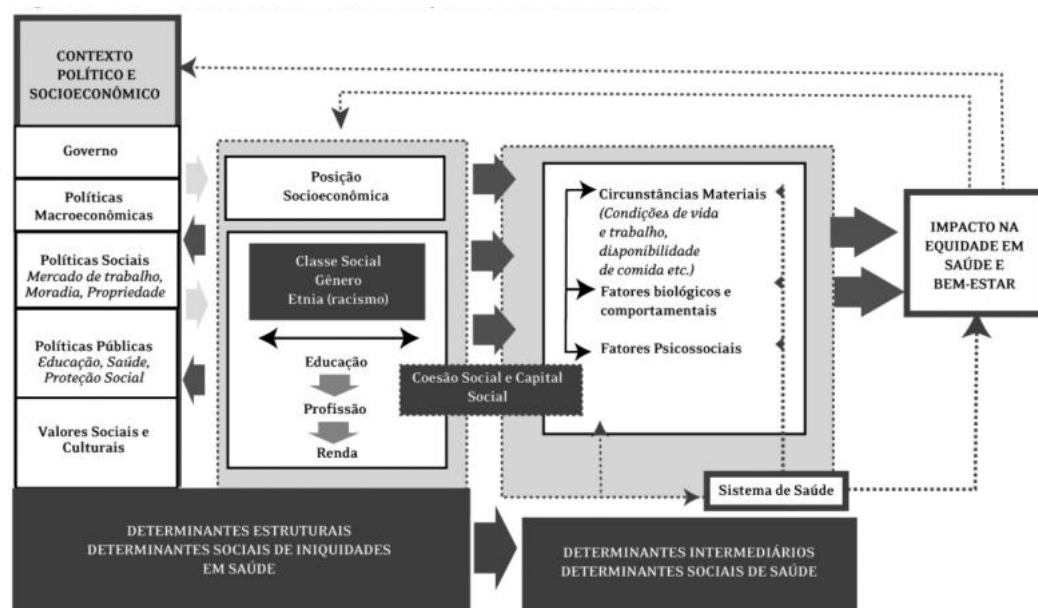 CONTEXTO
POLÍTICO E
SOCIOECONÔMICO
Governo
Políticas
Macroeconômicas
Políticas Sociais
Mercado de trabalho,
Moradia, Propriedade
Políticas Públicas
Educação, Saúde,
Proteção Social
Valores Sociais e
Culturais
Posição
Socioeconômica
Classe Social
Gênero
Etnia (racismo)
Educação
Profissão
Renda
Coesão Social e Capital
Social
Circunstâncias Materiais
(Condições de vida
e trabalho,
disponibilidade
de comida etc.)
Fatores biológicos e
comportamentais
Fatores Psicossociais
Sistema de Saúde
IMPACTO NA
EQUIDADE EM
SAÚDE E
BEM-ESTAR
DETERMINANTES ESTRUTURAIS
DETERMINANTES SOCIAIS DE INIQUIDADES
EM SAÚDE
DETERMINANTES INTERMEDIÁRIOS
DETERMINANTES SOCIAIS DE SAÚDE